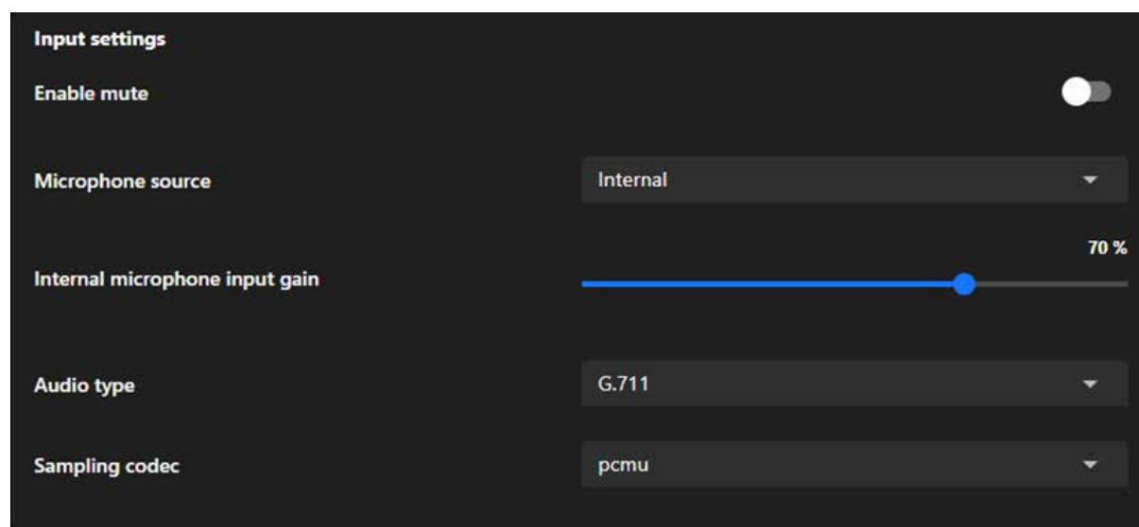 Input settings
Enable mute
Microphone source Internal
70 %
Internal microphone input gain
Audio type G.711
Sampling codec pcmu